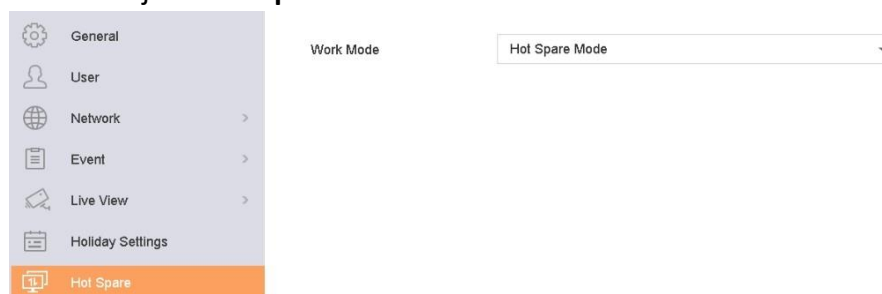 General
User
Network
Event
Live View
Holiday Settings
Hot Spare
Work Mode
Hot Spare Mode